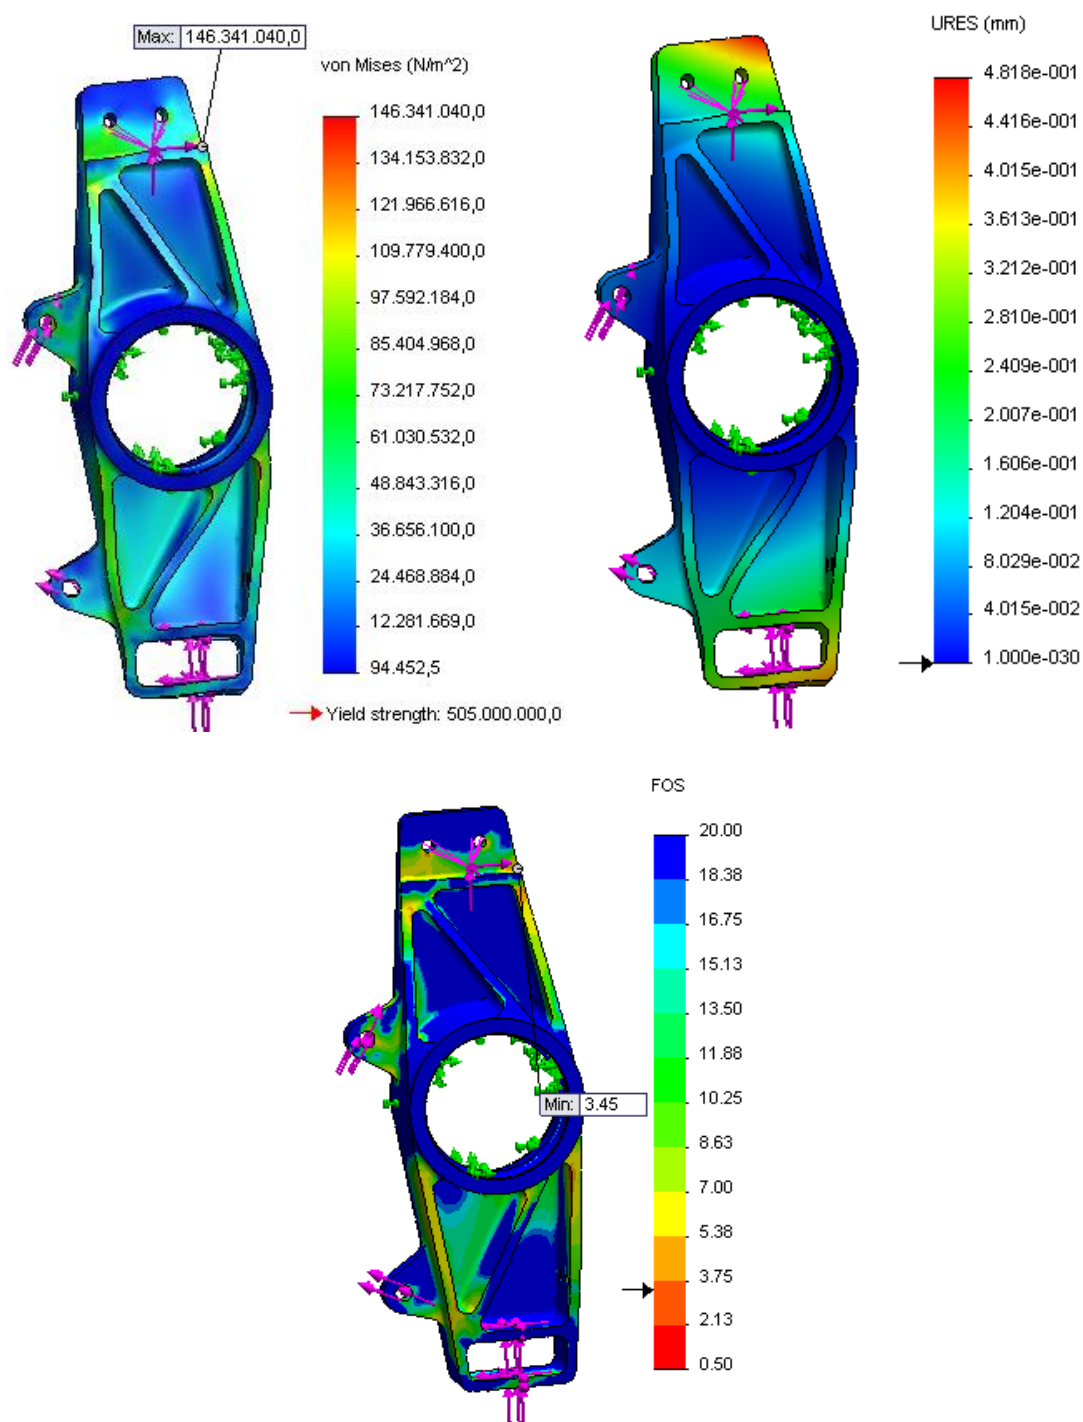 Max: 146.341.040,0
von Mises (N/m^2)
146.341.040,0
134.153.832,0
121.966.616,0
109.779.400,0
97.592.184,0
85.404.968,0
73.217.752,0
61.030.532,0
48.843.316,0
36.656.100,0
24.468.884,0
12.281.669,0
94.452,5
Yield strength: 505.000.000,0
URES (mm)
4.818e-001
4.416e-001
4.015e-001
3.613e-001
3.212e-001
2.810e-001
2.409e-001
2.007e-001
1.606e-001
1.204e-001
8.029e-002
4.015e-002
1.000e-030
FOS
20.00
18.38
16.75
15.13
13.50
11.88
10.25
8.63
7.00
5.38
3.75
2.13
0.50
Min: 3.45